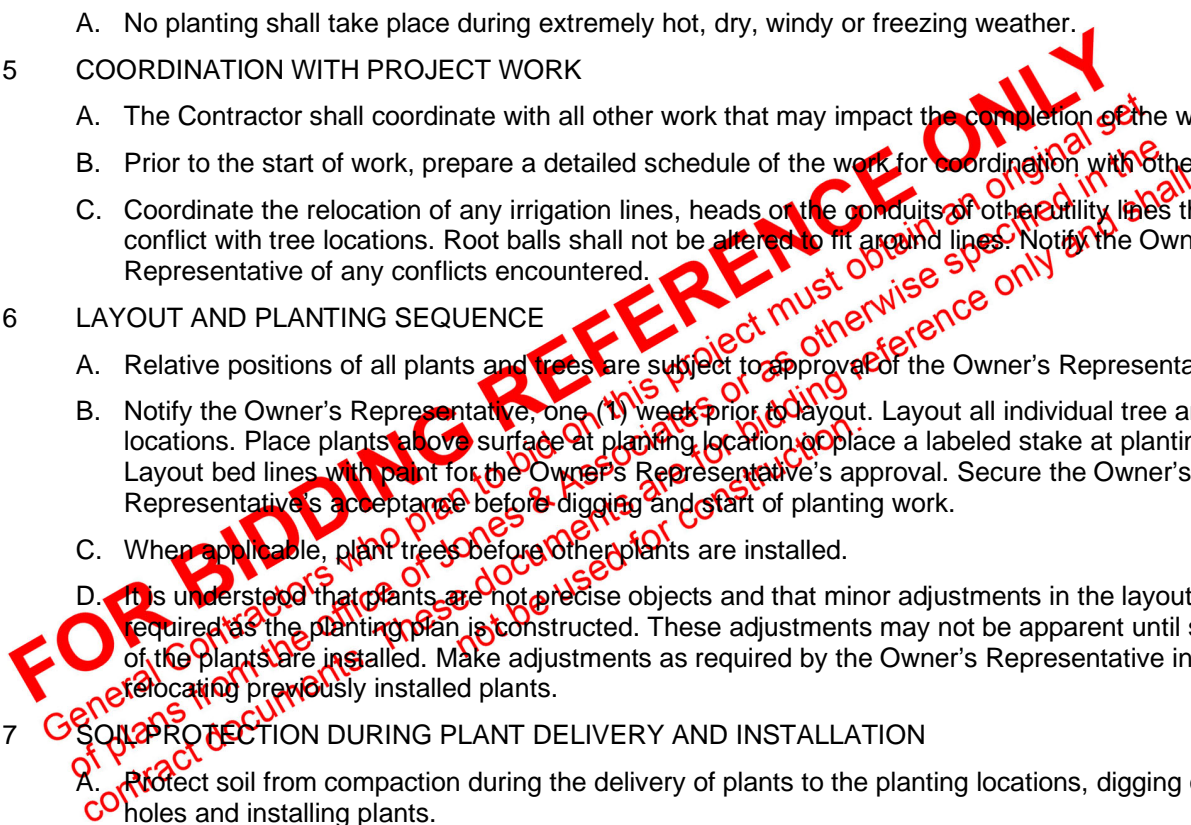 A. No planting shall take place during extremely hot, dry, windy or freezing weather.
5 COORDINATION WITH PROJECT WORK
A. The Contractor shall coordinate with all other work that may impact the completion of the w
B. Prior to the start of work, prepare a detailed schedule of the work for coordination with othe
C. Coordinate the relocation of any irrigation lines, heads or the conduits of other utility lines th
conflict with tree locations. Root balls shall not be altered to fit around lines. Notify the Own
Representative of any conflicts encountered.
6 LAYOUT AND PLANTING SEQUENCE
A. Relative positions of all plants and trees are subject to approval of the Owner's Representa
B. Notify the Owner's Representative, one (1) week prior to layout. Layout all individual tree a
locations. Place plants above surface at planting location or place a labeled stake at plantin
Layout bed lines with paint for the Owner's Representative's approval. Secure the Owner's
Representative's acceptance before digging and start of planting work.
C. When applicable, plant trees before other plants are installed.
D. It is understood that plants are not precise objects and that minor adjustments in the layout
required as the planting plan is constructed. These adjustments may not be apparent until s
of the plants are installed. Make adjustments as required by the Owner's Representative in
relocating previously installed plants.
7 SOIL PROTECTION DURING PLANT DELIVERY AND INSTALLATION
A. Protect soil from compaction during the delivery of plants to the planting locations, digging
holes and installing plants.
FOR BIDDING REFERENCE ONLY
General Contractors who plan to bid on this project must obtain an original set
of plans from the office of Jones & Associates or as otherwise specified in the
contract documents. These documents are for bidding reference only and shall
not be used for construction.